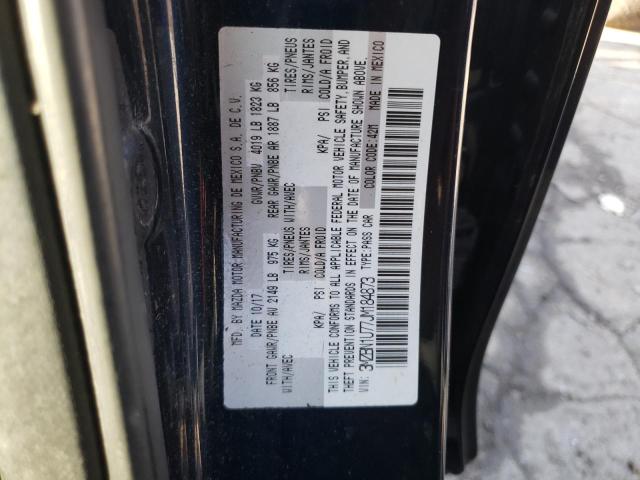 MFD. BY MAZDA MOTOR MANUFACTURING DE MEXICO S.A. DE C.V.
DATE 10/17 GVWR/PNBV 4019 LB 1823 KG
FRONT GAWR/PNBE AV 2149 LB 975 KG REAR GAWR/PNBE AR 1887 LB 856 KG
WITH/AVEC TIRES/PNEUS WITH/AVEC TIRES/PNEUS
RIMS/JANTES RIMS/JANTES
KPA/ PSI COLD/A FROID KPA/ PSI COLD/A FROID
THIS VEHICLE CONFORMS TO ALL APPLICABLE FEDERAL MOTOR VEHICLE SAFETY, BUMPER, AND
THEFT PREVENTION STANDARDS IN EFFECT ON THE DATE OF MANUFACTURE SHOWN ABOVE.
VIN: 3MZBN1U77JM184873 TYPE:PASS CAR COLOR CODE:42M MADE IN MEXICO